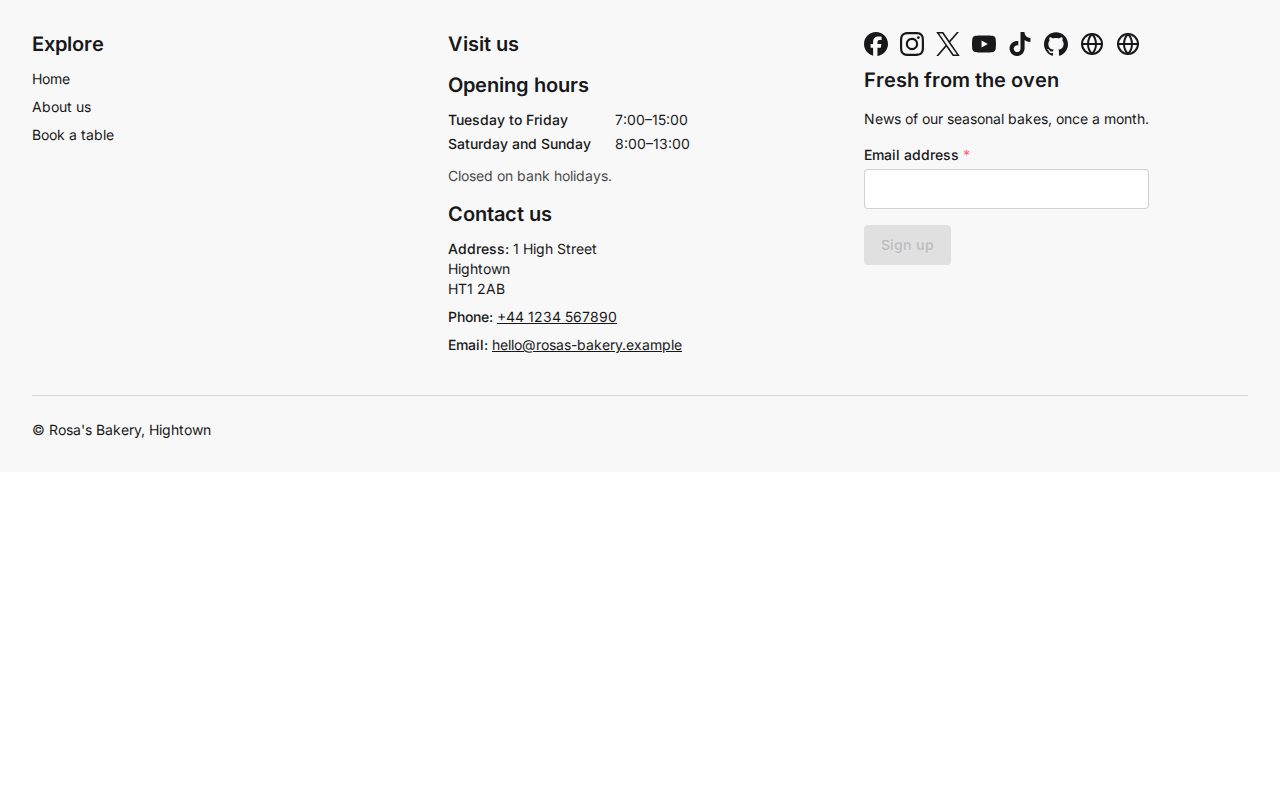 Explore
Home
About us
Book a table
Visit us
Opening hours
Tuesday to Friday 7:00–15:00
Saturday and Sunday 8:00–13:00
Closed on bank holidays.
Contact us
Address: 1 High Street
Hightown
HT1 2AB
Phone: +44 1234 567890
Email: hello@rosas-bakery.example
Fresh from the oven
News of our seasonal bakes, once a month.
Email address *
Sign up
© Rosa's Bakery, Hightown